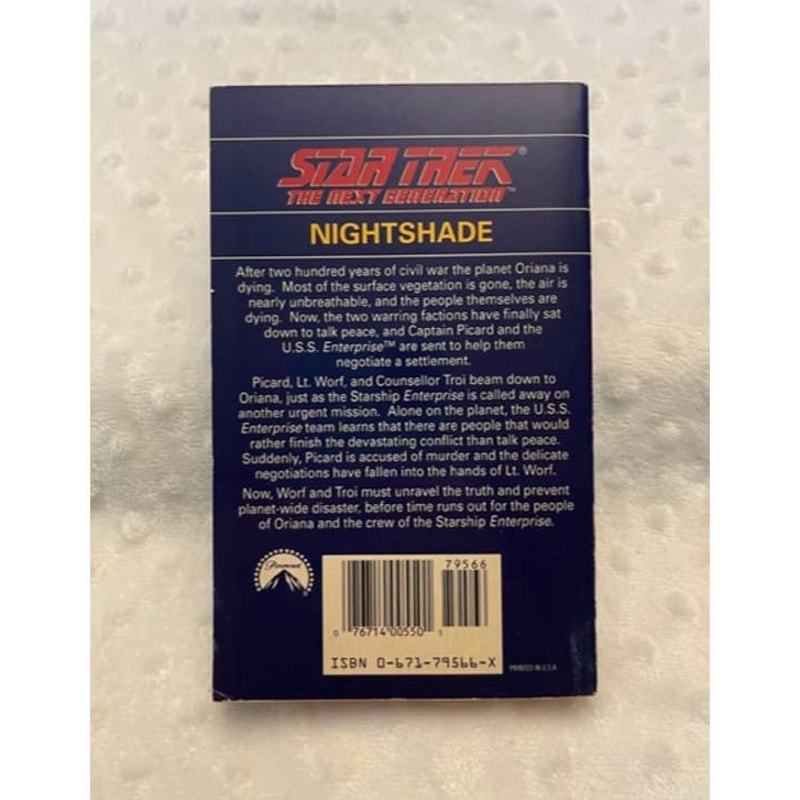 STAR TREK®
THE NEXT GENERATION™
NIGHTSHADE
After two hundred years of civil war the planet Oriana is
dying. Most of the surface vegetation is gone, the air is
nearly unbreathable, and the people themselves are
dying. Now, the two warring factions have finally sat
down to talk peace, and Captain Picard and the
U.S.S. Enterprise™ are sent to help them
negotiate a settlement.
Picard, Lt. Worf, and Counsellor Troi beam down to
Oriana, just as the Starship Enterprise is called away on
another urgent mission. Alone on the planet, the U.S.S.
Enterprise team learns that there are people that would
rather finish the devastating conflict than talk peace.
Suddenly, Picard is accused of murder and the delicate
negotiations have fallen into the hands of Lt. Worf.
Now, Worf and Troi must unravel the truth and prevent
planet-wide disaster, before time runs out for the people
of Oriana and the crew of the Starship Enterprise.
Paramount
79566
0 76714 00550 1
ISBN 0-671-79566-X
PRINTED IN U.S.A.